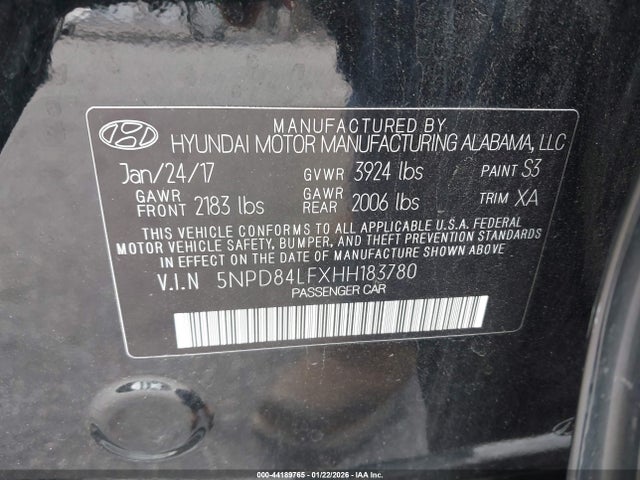 MANUFACTURED BY
HYUNDAI MOTOR MANUFACTURING ALABAMA, LLC
Jan/24/17 GVWR 3924 lbs PAINT S3
GAWR FRONT 2183 lbs GAWR REAR 2006 lbs TRIM XA
THIS VEHICLE CONFORMS TO ALL APPLICABLE U.S.A. FEDERAL
MOTOR VEHICLE SAFETY, BUMPER, AND THEFT PREVENTION STANDARDS
IN EFFECT ON THE DATE OF MANUFACTURE SHOWN ABOVE
V.I.N 5NPD84LFXHH183780
PASSENGER CAR
000-44189765 - 01/22/2026 - IAA Inc.